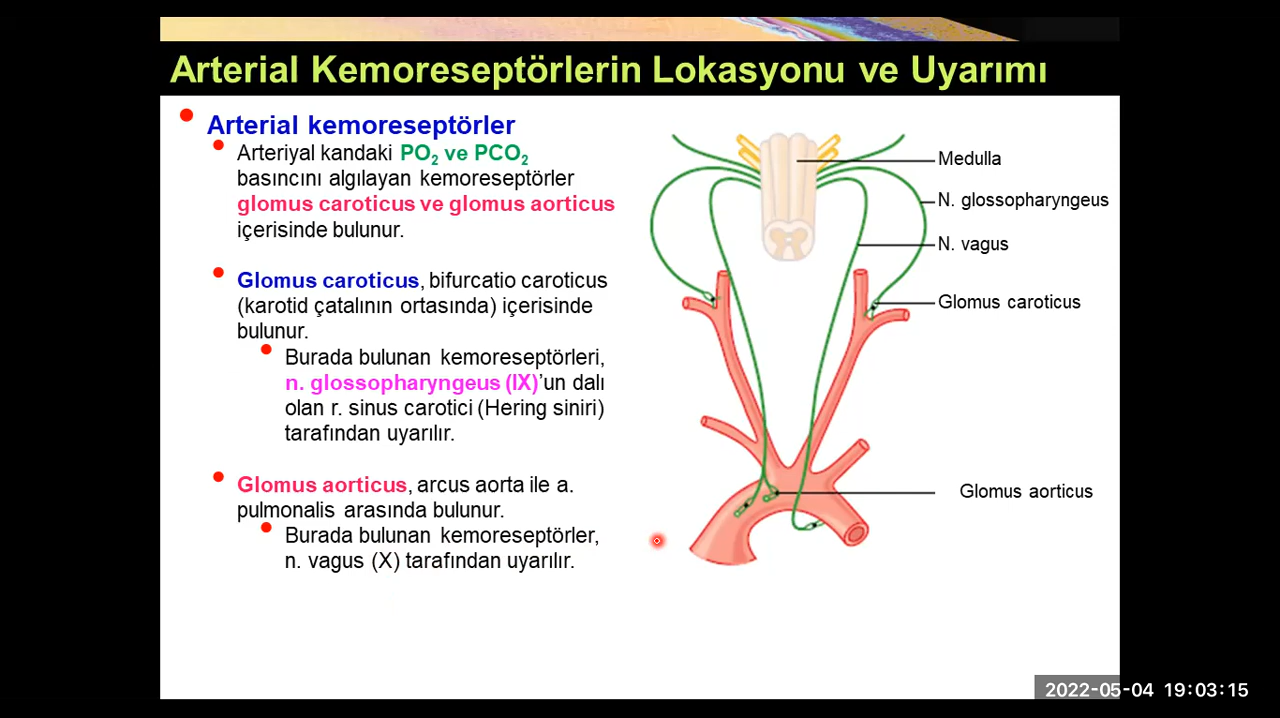 Arterial Kemoreseptörlerin Lokasyonu ve Uyarımı
Arterial kemoreseptörler
Arteriyal kandaki PO2 ve PCO2
basıncını algılayan kemoreseptörler
glomus caroticus ve glomus aorticus
içerisinde bulunur.
Glomus caroticus, bifurcatio caroticus
(karotid çatalının ortasında) içerisinde
bulunur.
Burada bulunan kemoreseptörleri,
n. glossopharyngeus (IX)'un dalı
olan r. sinus carotici (Hering siniri)
tarafından uyarılır.
Glomus aorticus, arcus aorta ile a.
pulmonalis arasında bulunur.
Burada bulunan kemoreseptörler,
n. vagus (X) tarafından uyarılır.
Medulla
N. glossopharyngeus
N. vagus
Glomus caroticus
Glomus aorticus
2022-05-04 19:03:15